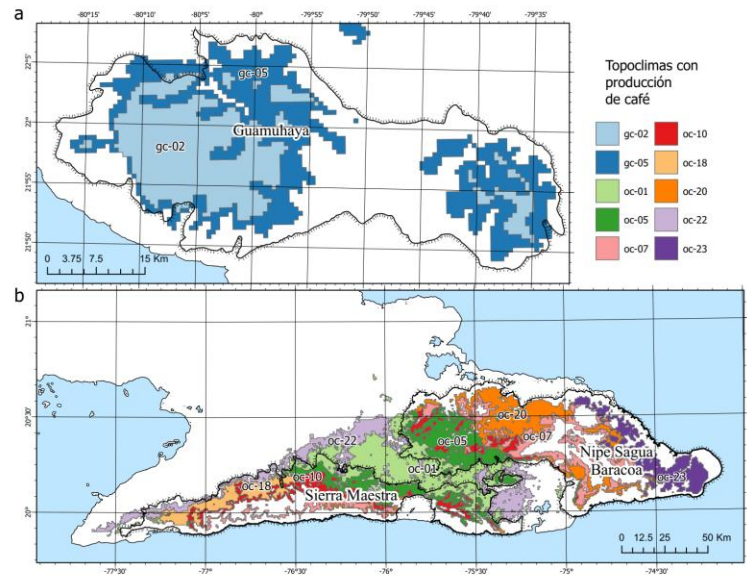 a
-80°10' -80°5' -80° -79°55' -79°50' -79°45' -79°40' -79°35'
22°5'
22°
21°55'
21°50'
gc-05
Guamuhaya
gc-02
0 3.75 7.5 15 Km
Topoclimas con
producción
de café
gc-02 oc-10
gc-05 oc-18
oc-01 oc-20
oc-05 oc-22
oc-07 oc-23
b
21°
20°30'
20°
oc-20
oc-22
oc-05
oc-07
Nipe Sagua
Baracoa
oc-01
oc-10
oc-18
oc-23
Sierra Maestra
0 12.5 25 50 Km
-77°30' -77° -76°30' -76° -75°30' -75° -74°30'